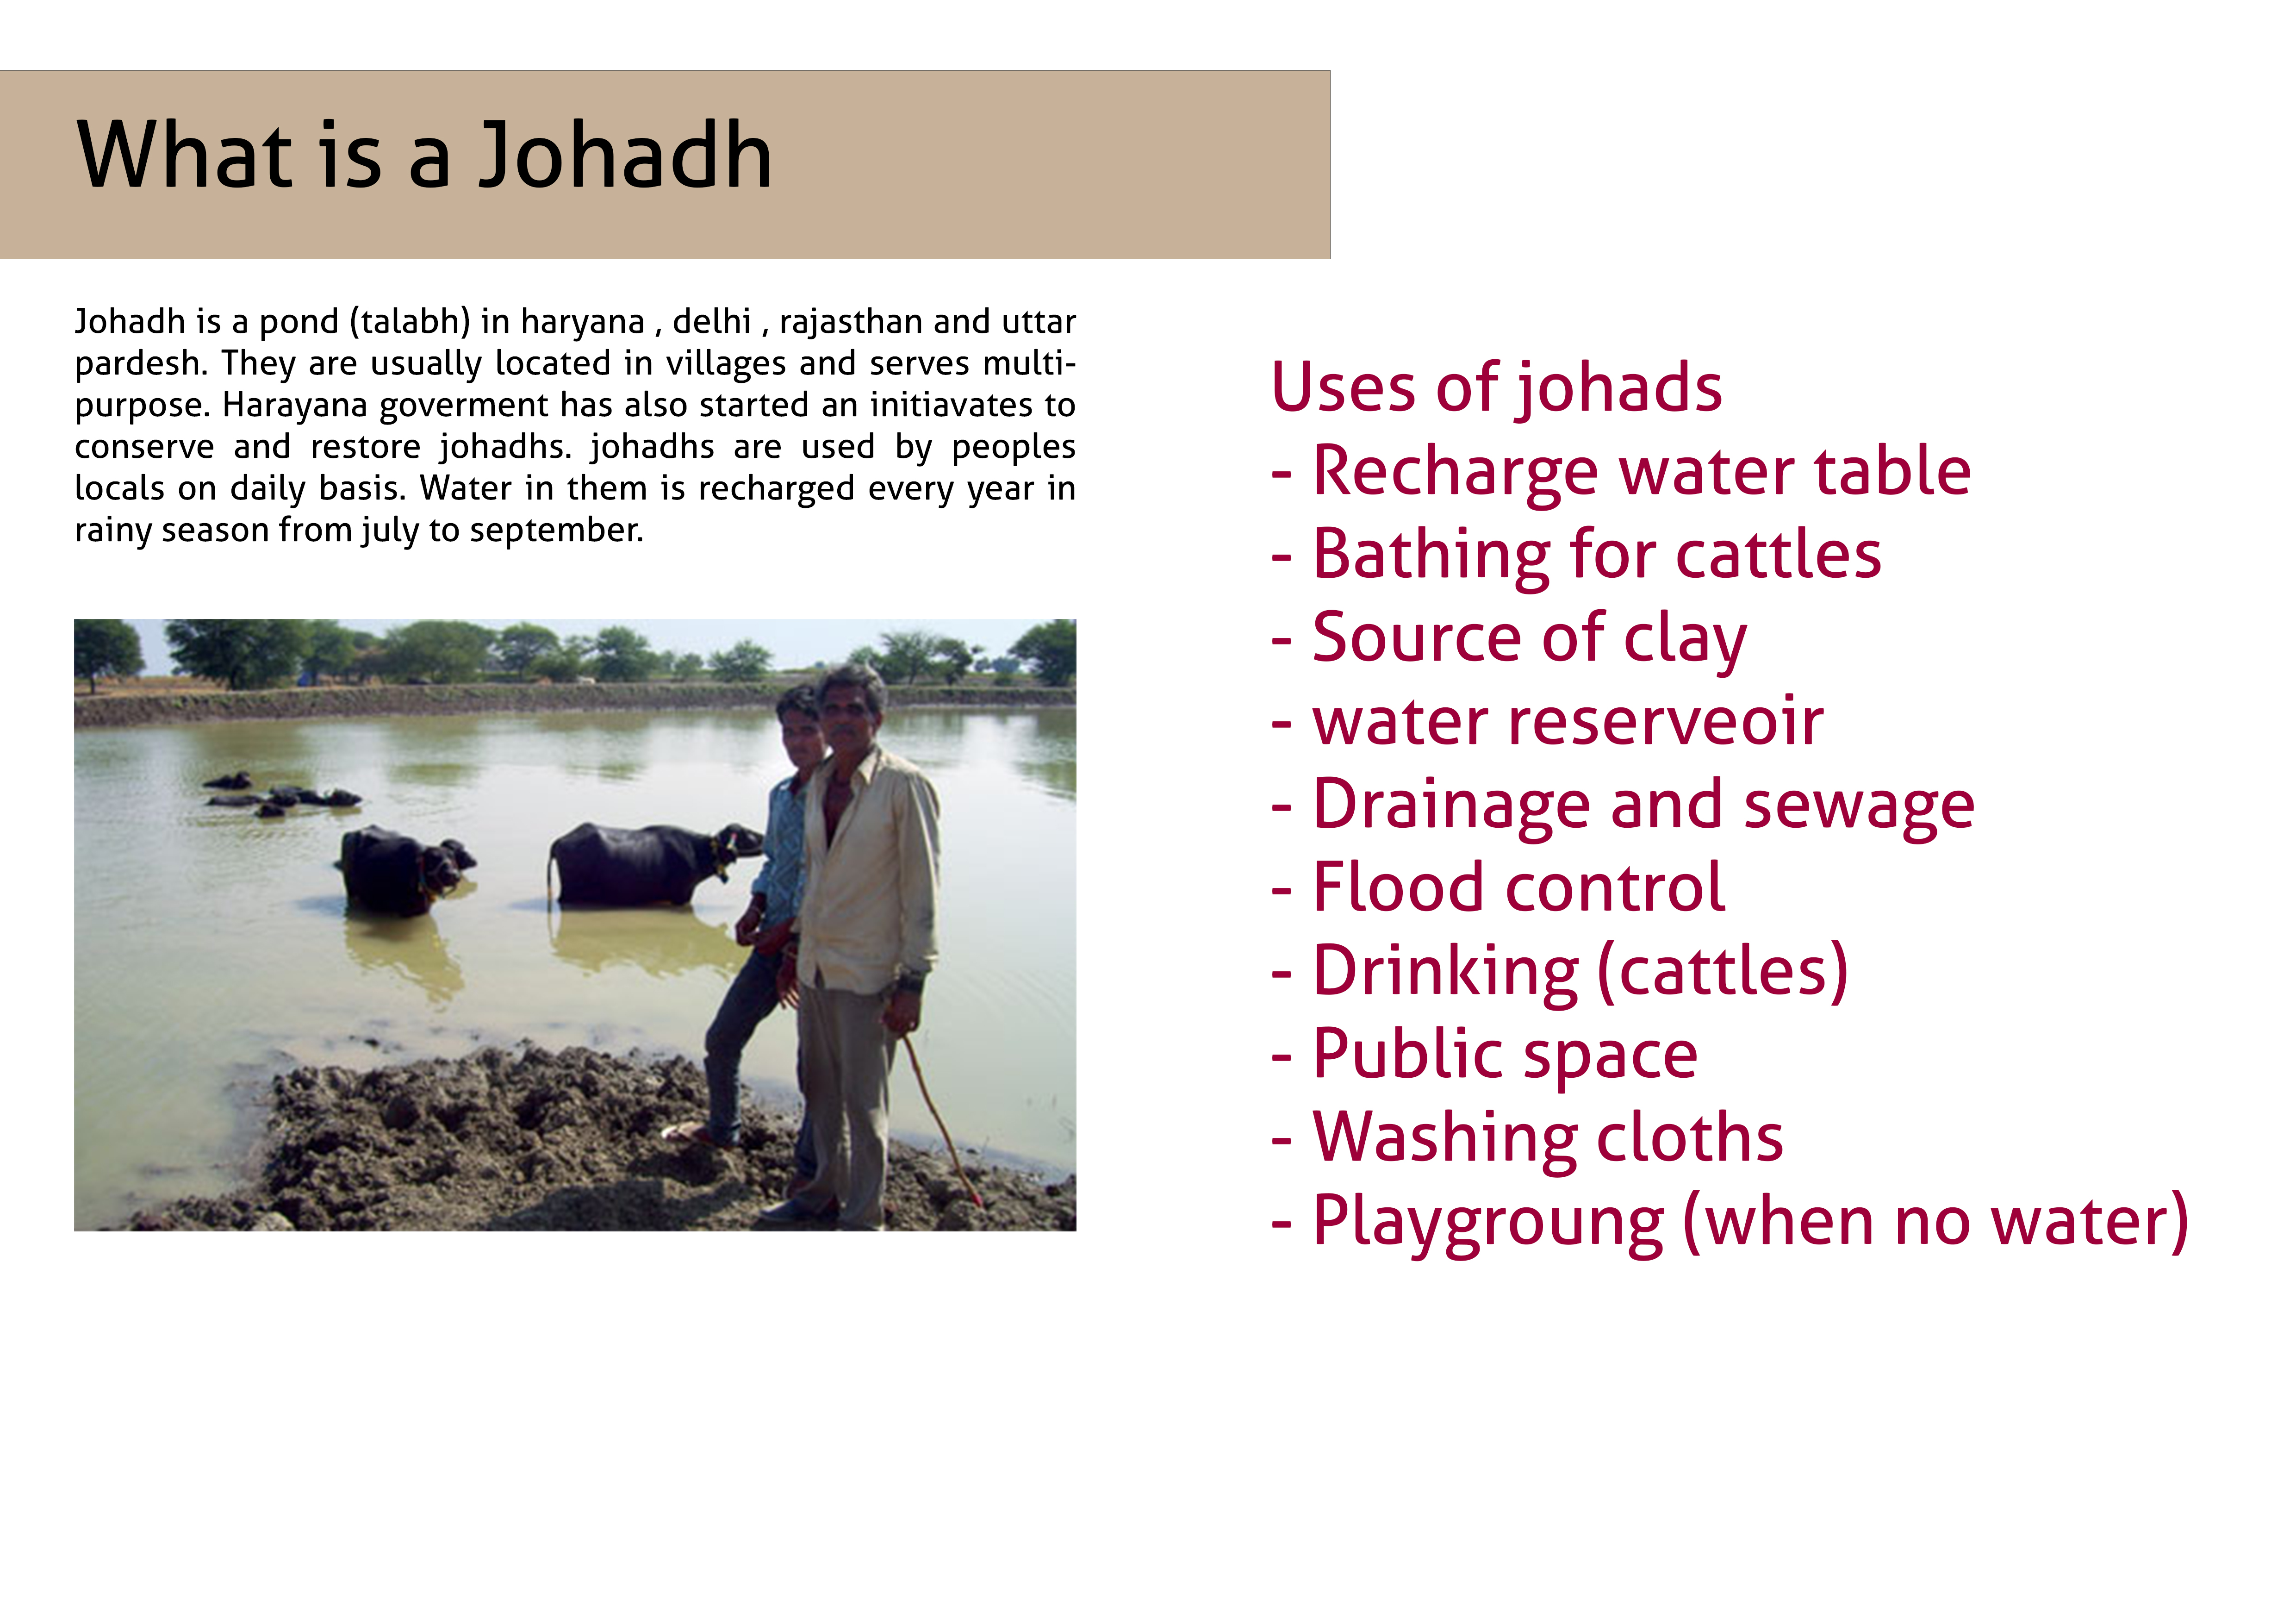 What is a Johadh
Johadh is a pond (talabh) in haryana , delhi , rajasthan and uttar
pardesh. They are usually located in villages and serves multi-
purpose. Harayana goverment has also started an initiavates to
conserve and restore johadhs. johadhs are used by peoples
locals on daily basis. Water in them is recharged every year in
rainy season from july to september.
Uses of johads
- Recharge water table
- Bathing for cattles
- Source of clay
- water reserveoir
- Drainage and sewage
- Flood control
- Drinking (cattles)
- Public space
- Washing cloths
- Playgroung (when no water)